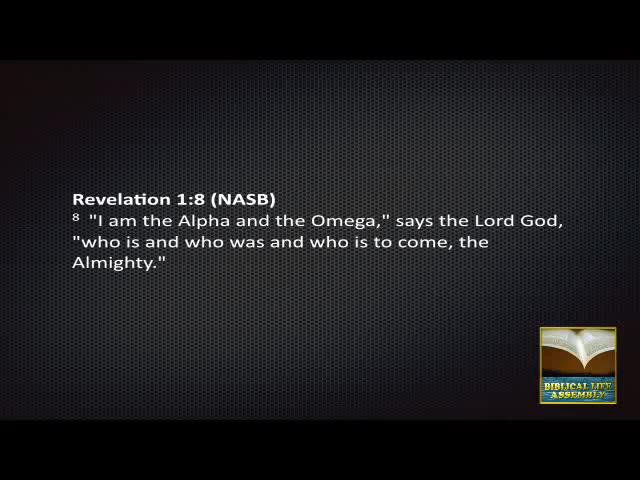 Revelation 1:8 (NASB)
8 "I am the Alpha and the Omega," says the Lord God,
"who is and who was and who is to come, the
Almighty."
BIBLICAL LIFE
ASSEMBLY